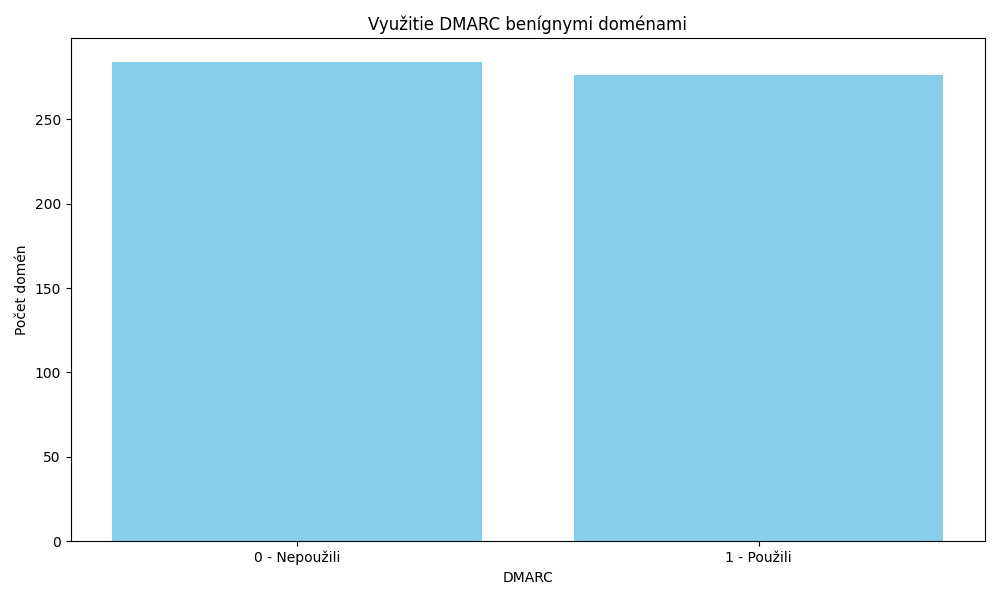 Využitie DMARC benígnymi doménami
Počet domén
250
200
150
100
50
0
0 - Nepoužili
1 - Použili
DMARC